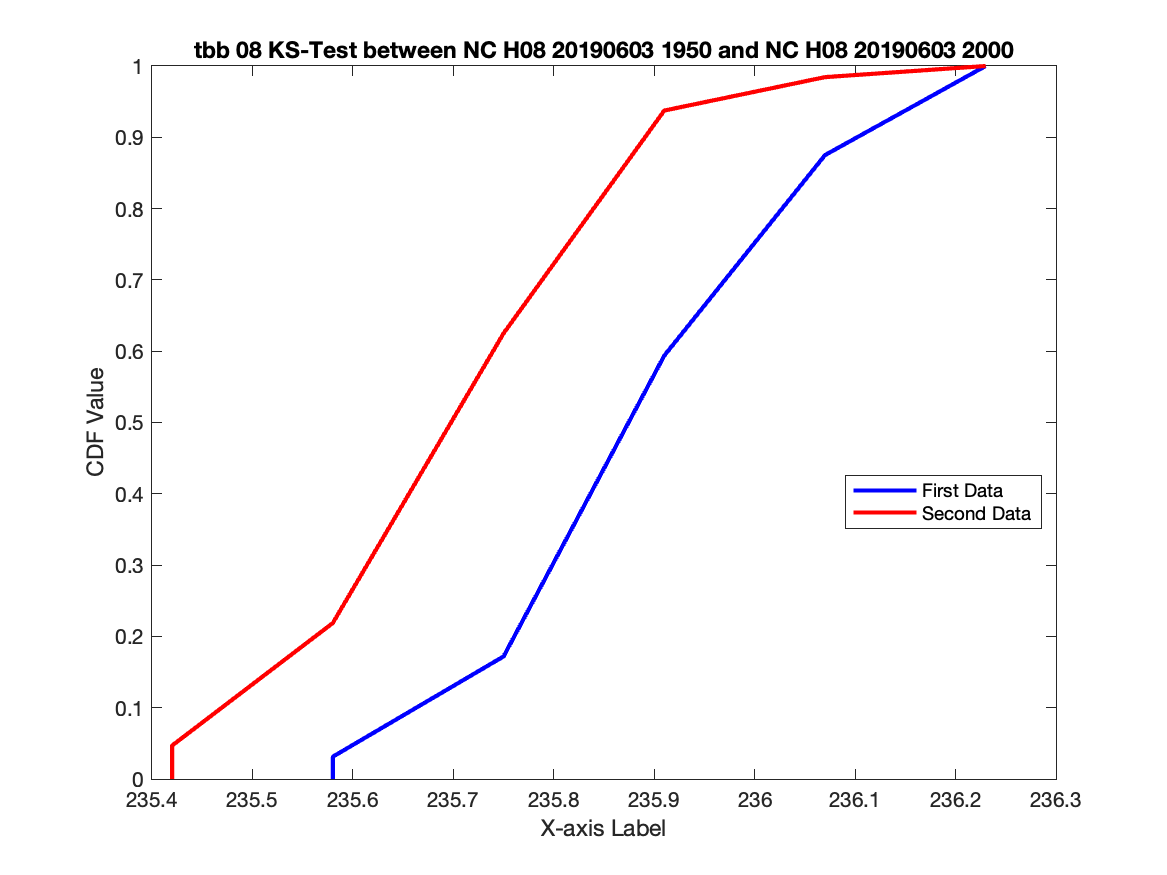 tbb 08 KS-Test between NC H08 20190603 1950 and NC H08 20190603 2000
1
0.9
0.8
0.7
0.6
0.5
0.4
0.3
0.2
0.1
0
CDF Value
First Data
Second Data
235.4 235.5 235.6 235.7 235.8 235.9 236 236.1 236.2 236.3
X-axis Label